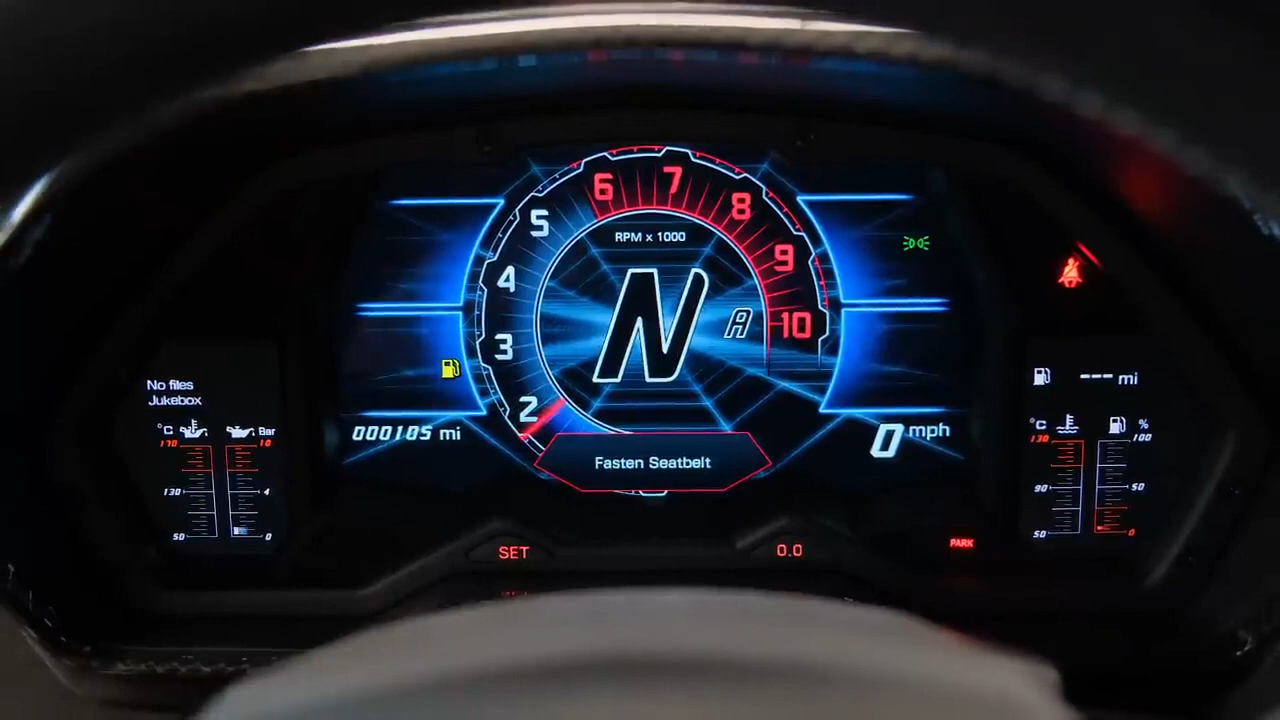 6
7
8
5
9
4
10
3
2
RPM x 1000
N
A
No files
Jukebox
°C
Bar
170
10
130
4
50
0
000105 mi
0 mph
Fasten Seatbelt
--- mi
°C
%
130
100
90
50
50
0
SET
0.0
PARK